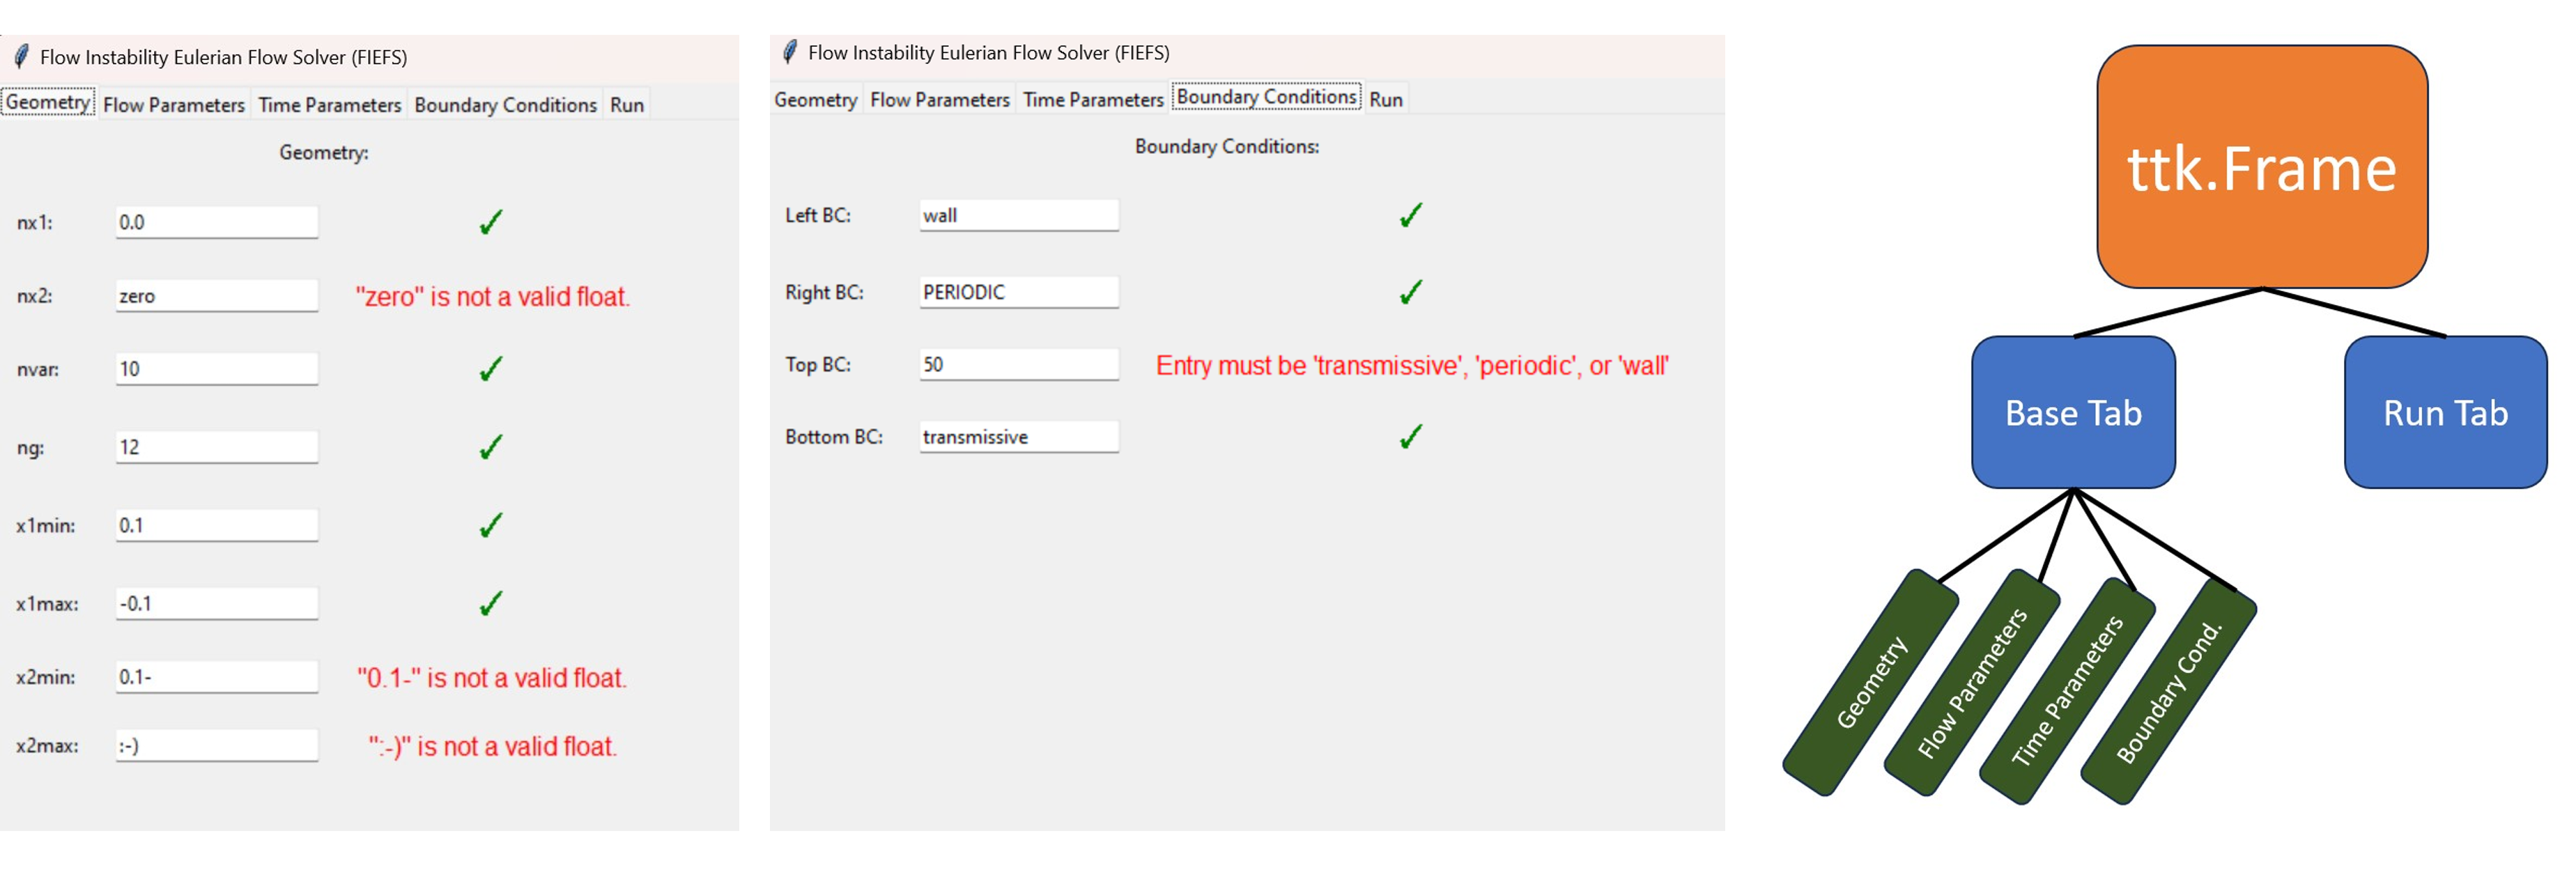 Flow Instability Eulerian Flow Solver (FIEFS)
Geometry Flow Parameters Time Parameters Boundary Conditions Run
Geometry:
nx1: 0.0 ✓
nx2: zero "zero" is not a valid float.
nvar: 10 ✓
ng: 12 ✓
x1min: 0.1 ✓
x1max: -0.1 ✓
x2min: 0.1- "0.1-" is not a valid float.
x2max: :-) ":-)" is not a valid float.
Flow Instability Eulerian Flow Solver (FIEFS)
Geometry Flow Parameters Time Parameters Boundary Conditions Run
Boundary Conditions:
Left BC: wall ✓
Right BC: PERIODIC ✓
Top BC: 50 Entry must be 'transmissive', 'periodic', or 'wall'
Bottom BC: transmissive ✓
ttk.Frame
Base Tab
Run Tab
Geometry
Flow Parameters
Time Parameters
Boundary Cond.